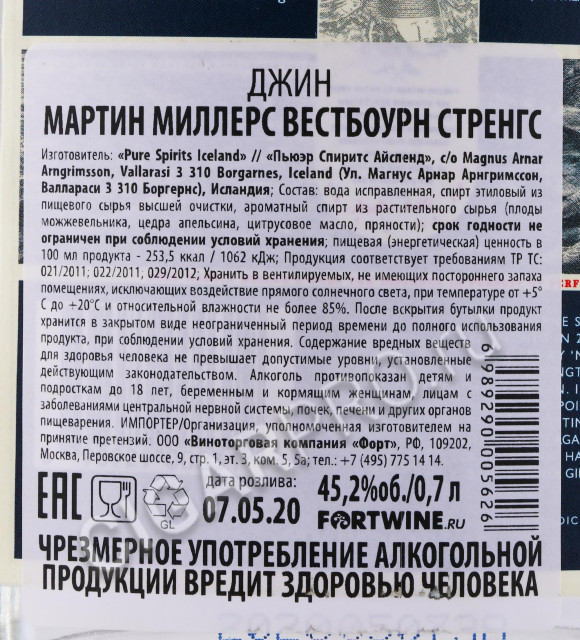 ДЖИН
МАРТИН МИЛЛЕРС ВЕСТБОУРН СТРЕНГС
Изготовитель: «Pure Spirits Iceland» // «Пьюэр Спиритс Айсленд», c/o Magnus Arnar
Arngrimsson, Vallarasi 3 310 Borgarnes, Iceland (Ул. Магнус Арнар Арнгримссон,
Валлараси 3 310 Боргернс), Исландия; Состав: вода исправленная, спирт этиловый из
пищевого сырья высшей очистки, ароматный спирт из растительного сырья (плоды
можжевельника, цедра апельсина, цитрусовое масло, пряности); срок годности не
ограничен при соблюдении условий хранения; пищевая (энергетическая) ценность в
100 мл продукта - 253,5 ккал / 1062 кДж; Продукция соответствует требованиям ТР ТС:
021/2011; 022/2011; 029/2012; Хранить в вентилируемых, не имеющих постороннего запаха
помещениях, исключающих воздействие прямого солнечного света, при температуре от +5°
С до +20°С и относительной влажности не более 85%. После вскрытия бутылки продукт
хранится в закрытом виде неограниченный период времени до полного использования
продукта, при соблюдении условий хранения. Содержание вредных веществ
для здоровья человека не превышает допустимые уровни, установленные
действующим законодательством. Алкоголь противопоказан детям и
подросткам до 18 лет, беременным и кормящим женщинам, лицам с
заболеваниями центральной нервной системы, почек, печени и других органов
пищеварения. ИМПОРТЕР/Организация, уполномоченная изготовителем на
принятие претензий. ООО «Виноторговая компания «Форт», РФ, 109202,
Москва, Перовское шоссе, 9, стр. 1, эт. 3, ком. 5, 5а; тел.: +7 (495) 775 14 14.
6989290005626
EAC
GL
дата розлива:
07.05.20
45,2%об./0,7 л
FORTWINE.RU
ЧРЕЗМЕРНОЕ УПОТРЕБЛЕНИЕ АЛКОГОЛЬНОЙ
ПРОДУКЦИИ ВРЕДИТ ЗДОРОВЬЮ ЧЕЛОВЕКА